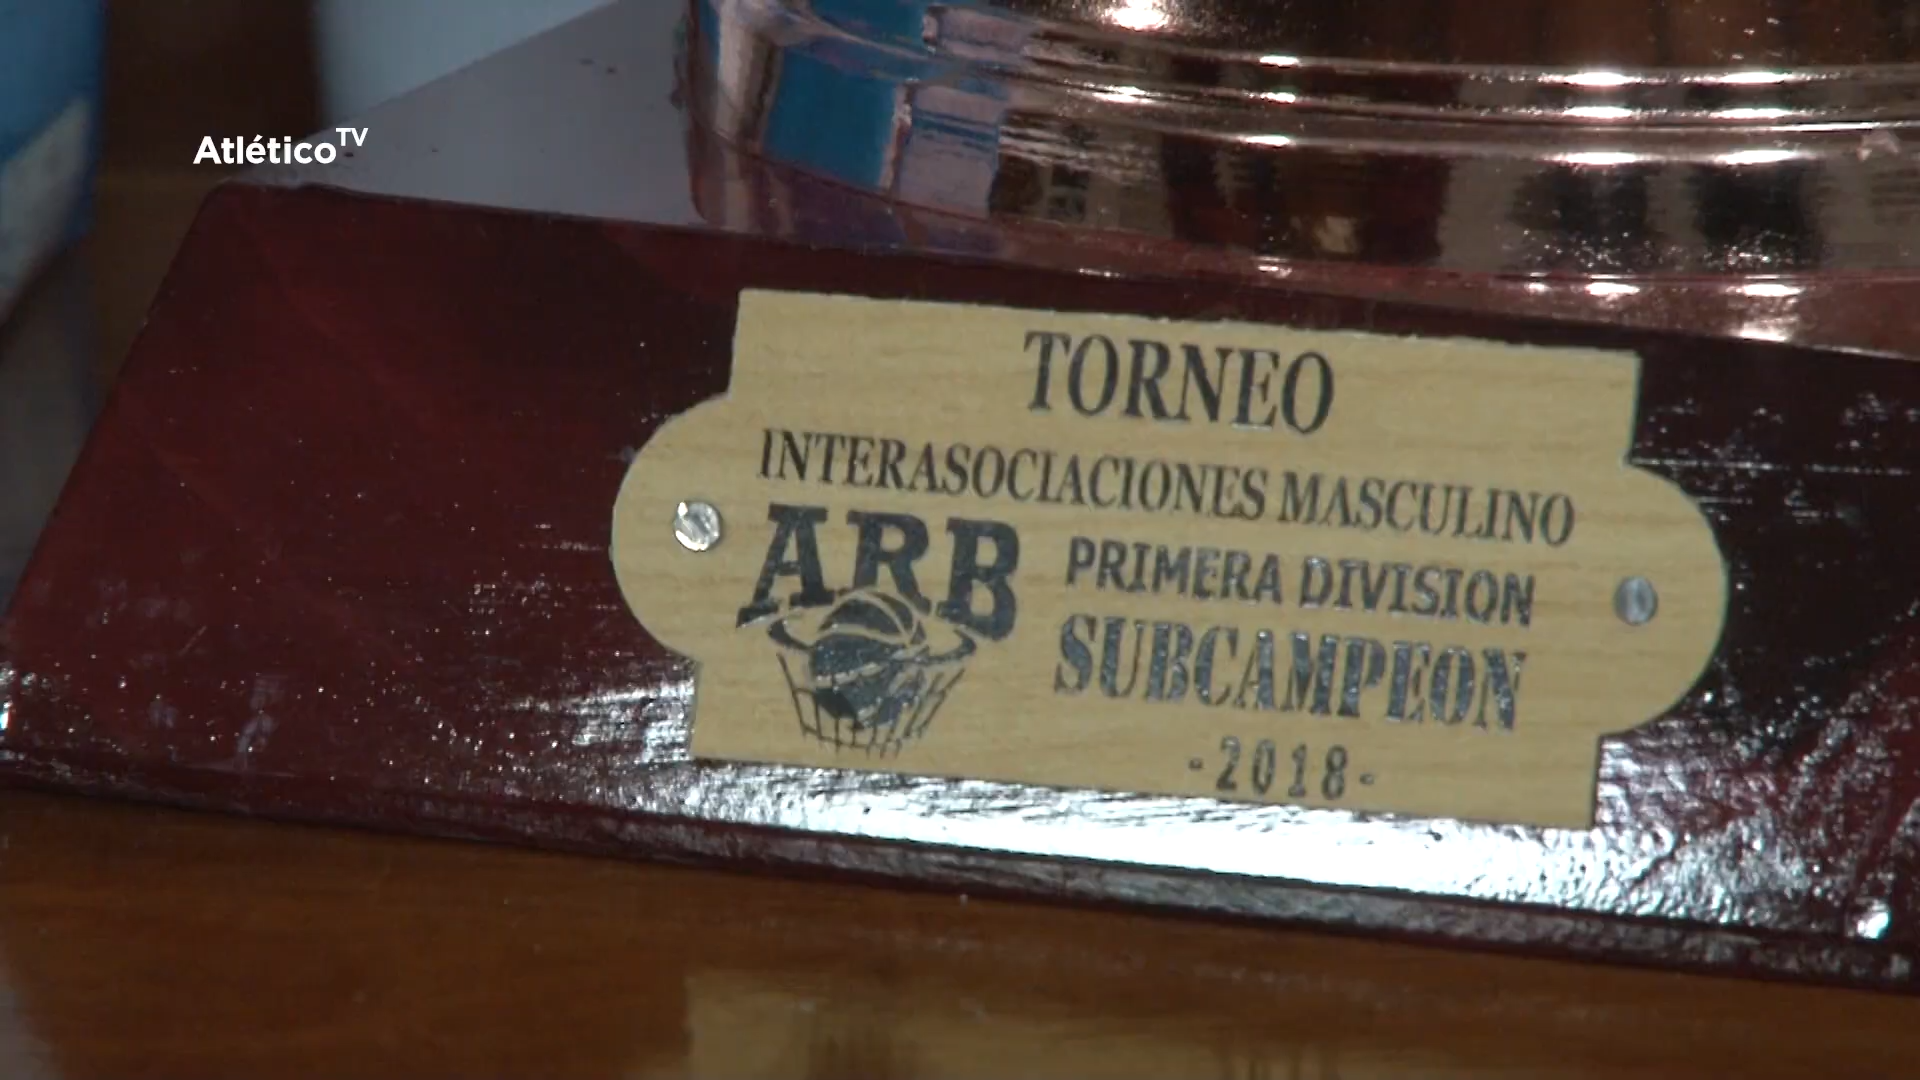 Atlético TV
TORNEO
INTERASOCIACIONES MASCULINO
ARB
PRIMERA DIVISION
SUBCAMPEON
-2018-